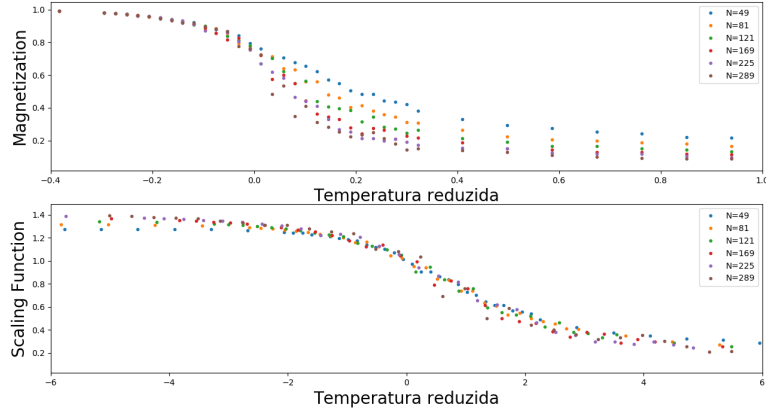 Magnetization
1.0
0.8
0.6
0.4
0.2
−0.4 −0.2 0.0 0.2 0.4 0.6 0.8 1.0
Temperatura reduzida
N=49
N=81
N=121
N=169
N=225
N=289
Scaling Function
1.4
1.2
1.0
0.8
0.6
0.4
0.2
−6 −4 −2 0 2 4 6
Temperatura reduzida
N=49
N=81
N=121
N=169
N=225
N=289